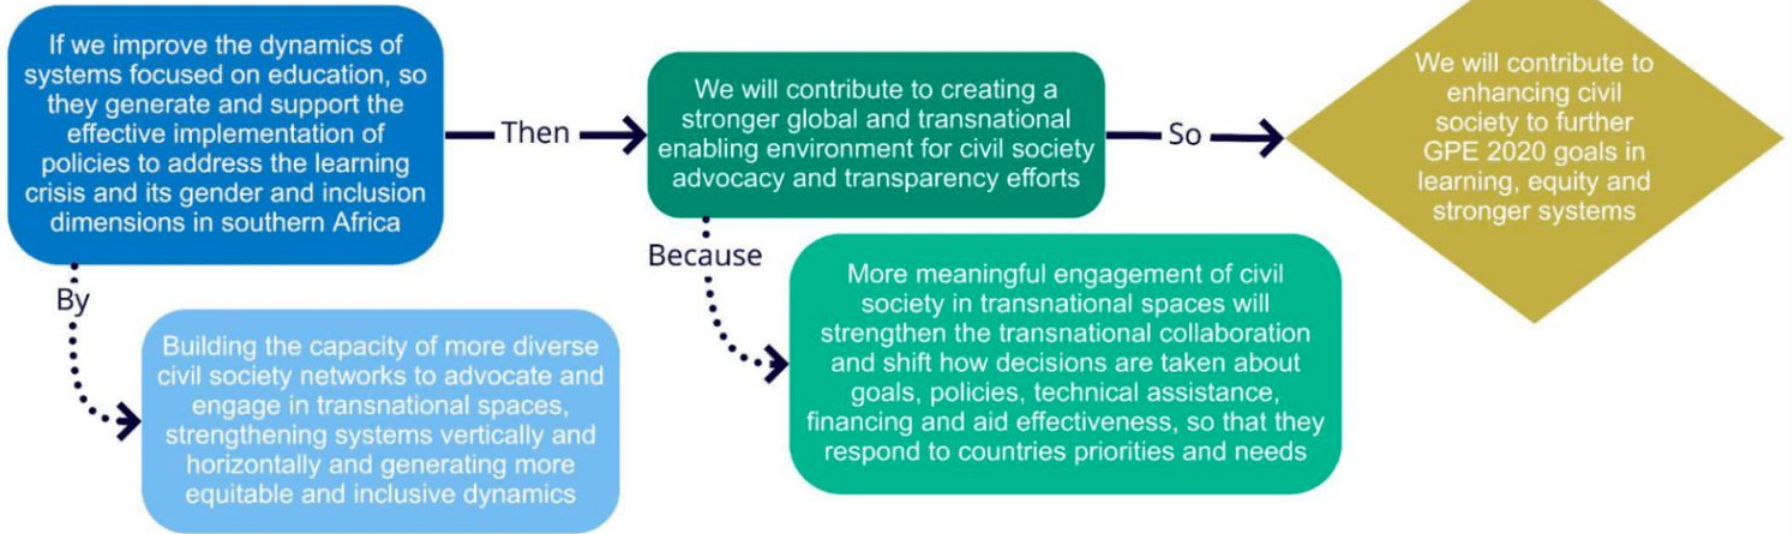 If we improve the dynamics of
systems focused on education, so
they generate and support the
effective implementation of
policies to address the learning
crisis and its gender and inclusion
dimensions in southern Africa
Then
We will contribute to creating a
stronger global and transnational
enabling environment for civil society
advocacy and transparency efforts
So
We will contribute to
enhancing civil
society to further
GPE 2020 goals in
learning, equity and
stronger systems
By
Building the capacity of more diverse
civil society networks to advocate and
engage in transnational spaces,
strengthening systems vertically and
horizontally and generating more
equitable and inclusive dynamics
Because
More meaningful engagement of civil
society in transnational spaces will
strengthen the transnational collaboration
and shift how decisions are taken about
goals, policies, technical assistance,
financing and aid effectiveness, so that they
respond to countries priorities and needs